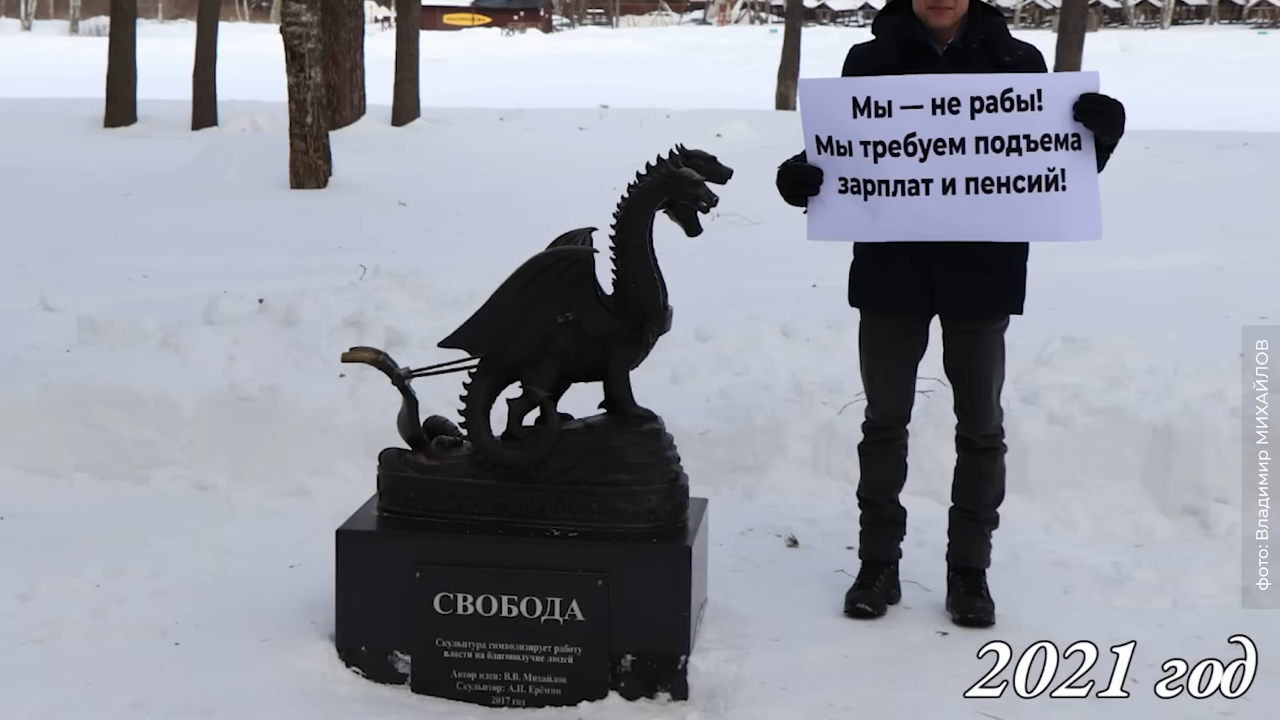 Мы — не рабы!
Мы требуем подъема
зарплат и пенсий!
СВОБОДА
Скульптура символизирует работу
власти на благополучие людей
Автор идеи: В.В. Михайлов
Скульптор: А.П. Ерёмин
2017 год
фото: Владимир МИХАЙЛОВ
2021 год